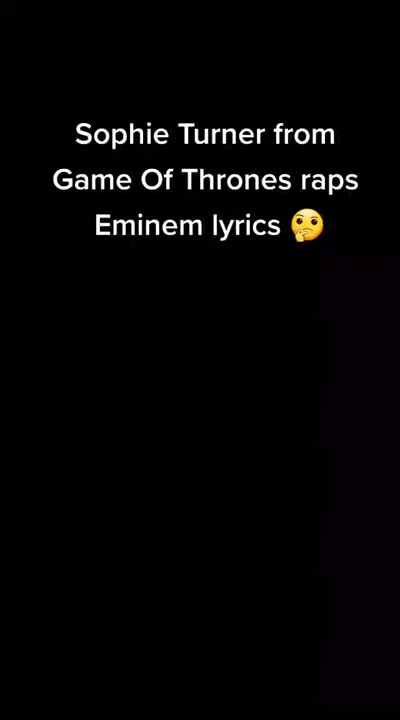 Sophie Turner from
Game Of Thrones raps
Eminem lyrics 🤔